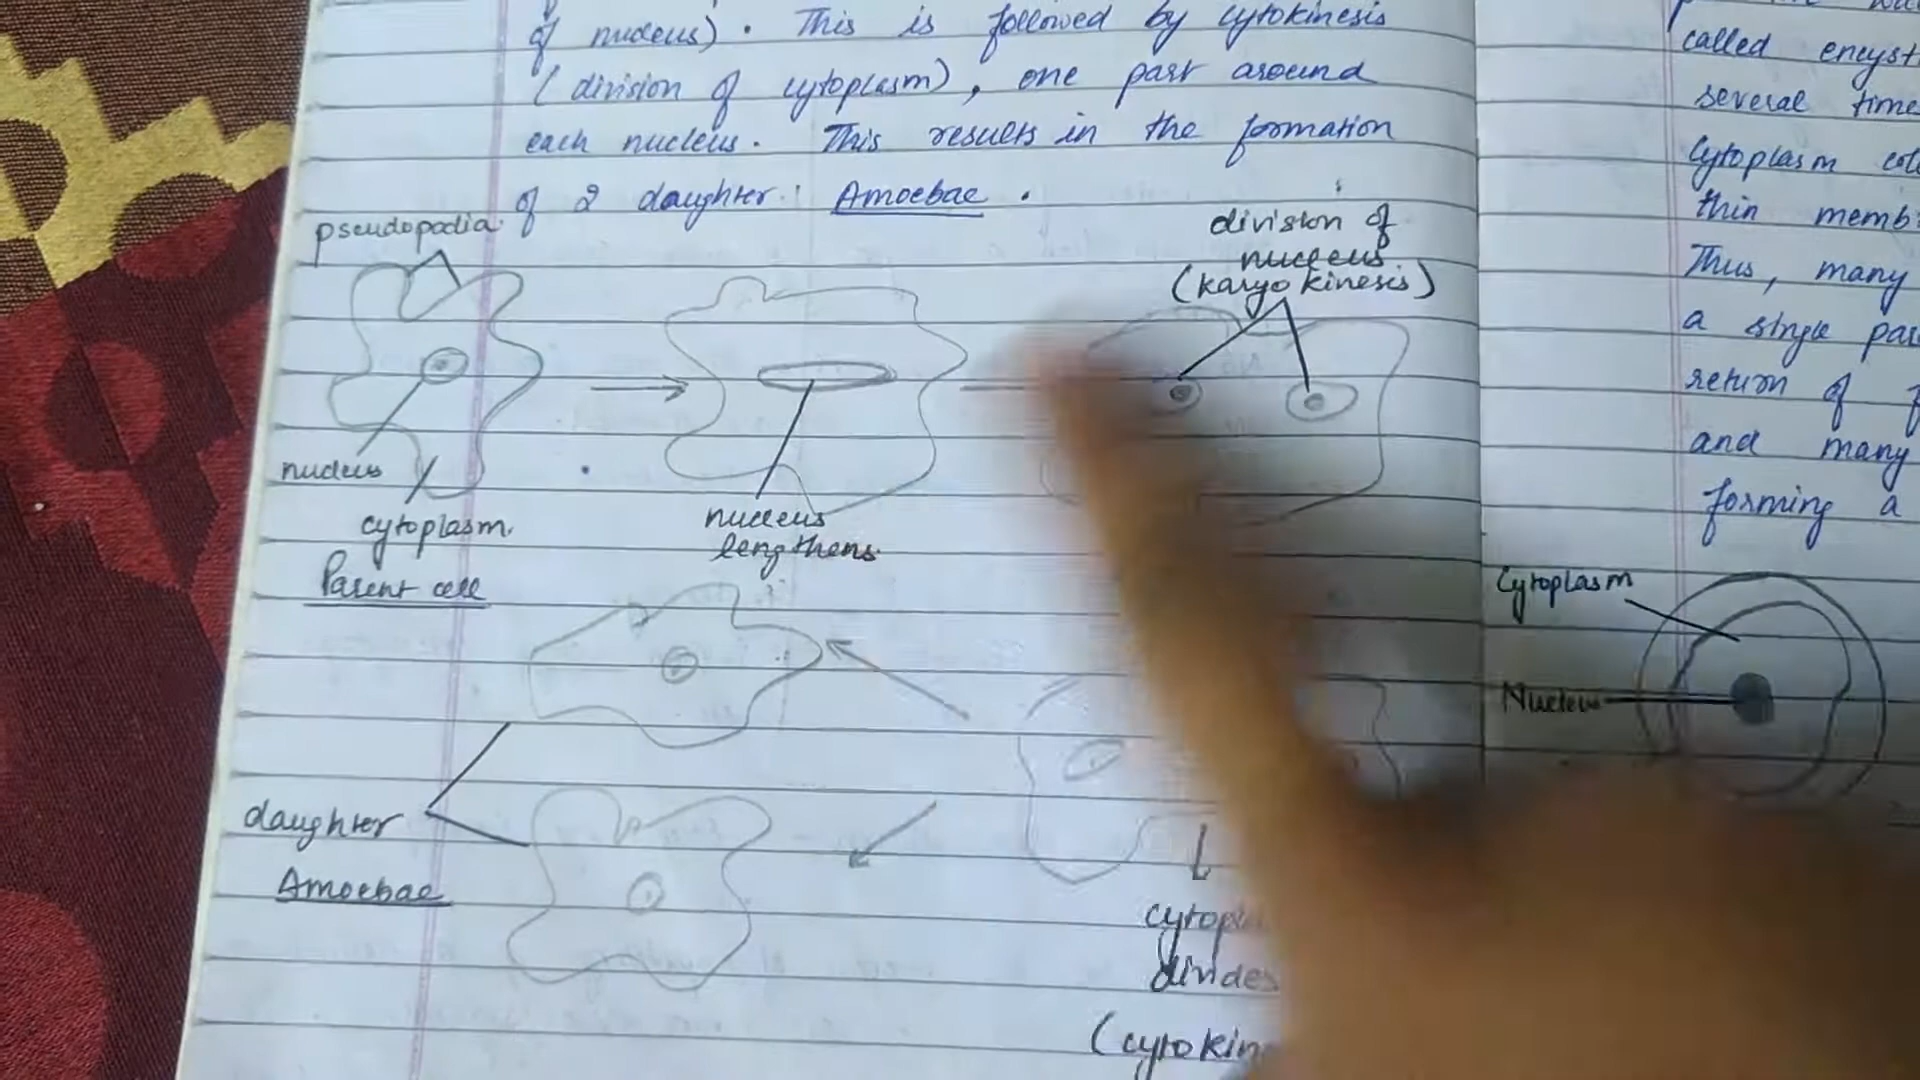 of nucleus). This is followed by cytokinesis
(division of cytoplasm), one part around
each nucleus. This results in the formation
of 2 daughter Amoebae.
pseudopodia
division of
nucleus
(karyokinesis)
nucleus
cytoplasm.
Parent cell
nucleus
lengthens.
daughter
Amoebae
divides
called
several
Cytoplasm
thin
Thus, many
a single
return of
and many
forming a
Cytoplasm
Nucleus